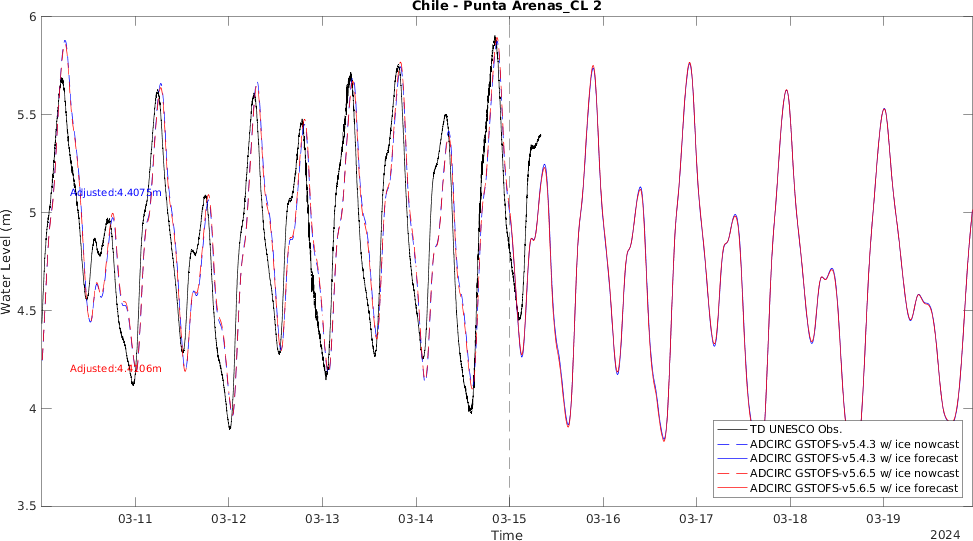 Chile - Punta Arenas_CL 2
6
5.5
5
4.5
4
3.5
Water Level (m)
Adjusted:4.4075m
Adjusted:4.4206m
TD UNESCO Obs.
ADCIRC GSTOFS-v5.4.3 w/ ice nowcast
ADCIRC GSTOFS-v5.4.3 w/ ice forecast
ADCIRC GSTOFS-v5.6.5 w/ ice nowcast
ADCIRC GSTOFS-v5.6.5 w/ ice forecast
03-11 03-12 03-13 03-14 03-15 03-16 03-17 03-18 03-19
Time
2024